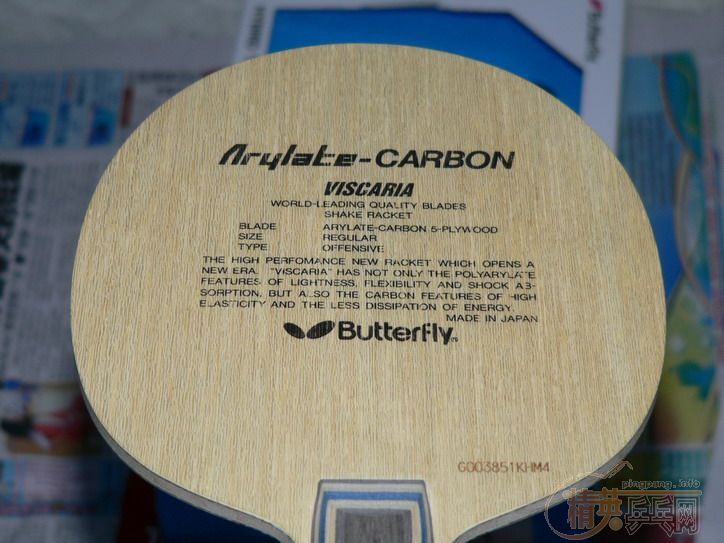 Butterfly
Arylate-CARBON
VISCARIA
WORLD-LEADING QUALITY BLADES
SHAKE RACKET
BLADE ARYLATE-CARBON 5-PLYWOOD
SIZE REGULAR
TYPE OFFENSIVE
THE HIGH PERFOMANCE NEW RACKET WHICH OPENS A
NEW ERA. "VISCARIA" HAS NOT ONLY THE POLYARYLATE
FEATURES OF LIGHTNESS, FLEXIBILITY AND SHOCK AB-
SORPTION, BUT ALSO THE CARBON FEATURES OF HIGH
ELASTICITY AND THE LESS DISSIPATION OF ENERGY.
MADE IN JAPAN
Butterfly
G003851KHM4
pingpang.info
精英乒乓网